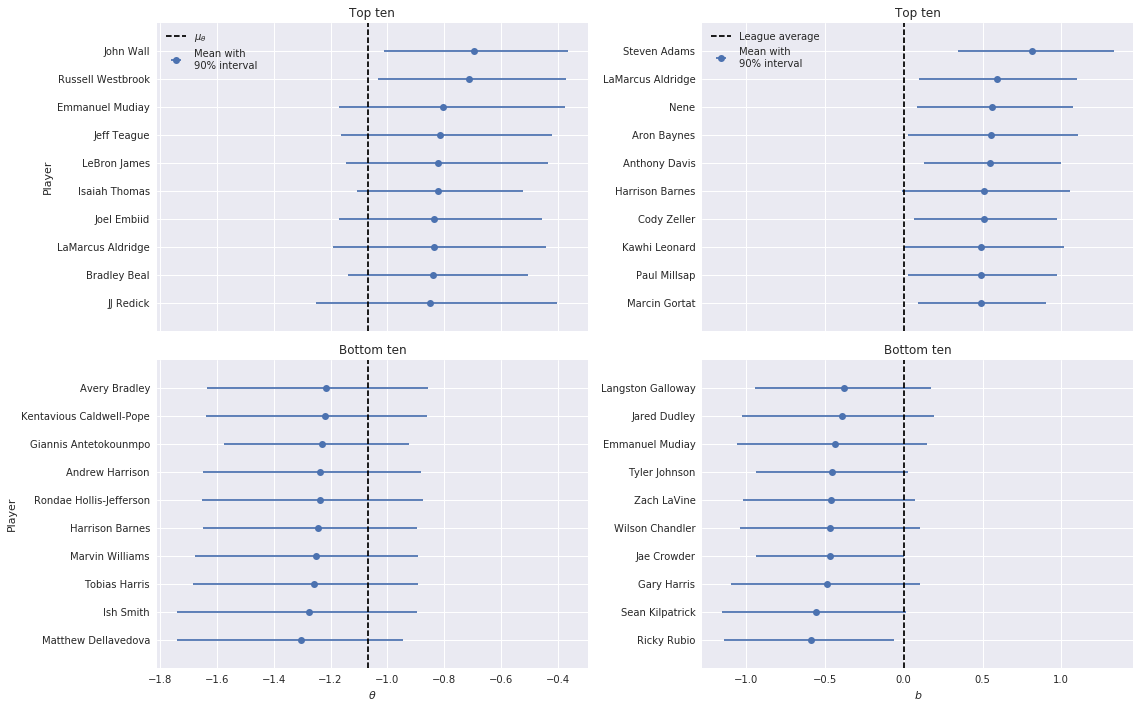 Top ten
μθ
Mean with
90% interval
Player
John Wall
Russell Westbrook
Emmanuel Mudiay
Jeff Teague
LeBron James
Isaiah Thomas
Joel Embiid
LaMarcus Aldridge
Bradley Beal
JJ Redick
Top ten
League average
Mean with
90% interval
Steven Adams
LaMarcus Aldridge
Nene
Aron Baynes
Anthony Davis
Harrison Barnes
Cody Zeller
Kawhi Leonard
Paul Millsap
Marcin Gortat
Bottom ten
Player
Avery Bradley
Kentavious Caldwell-Pope
Giannis Antetokounmpo
Andrew Harrison
Rondae Hollis-Jefferson
Harrison Barnes
Marvin Williams
Tobias Harris
Ish Smith
Matthew Dellavedova
−1.8 −1.6 −1.4 −1.2 −1.0 −0.8 −0.6 −0.4
θ
Bottom ten
Langston Galloway
Jared Dudley
Emmanuel Mudiay
Tyler Johnson
Zach LaVine
Wilson Chandler
Jae Crowder
Gary Harris
Sean Kilpatrick
Ricky Rubio
−1.0 −0.5 0.0 0.5 1.0
b